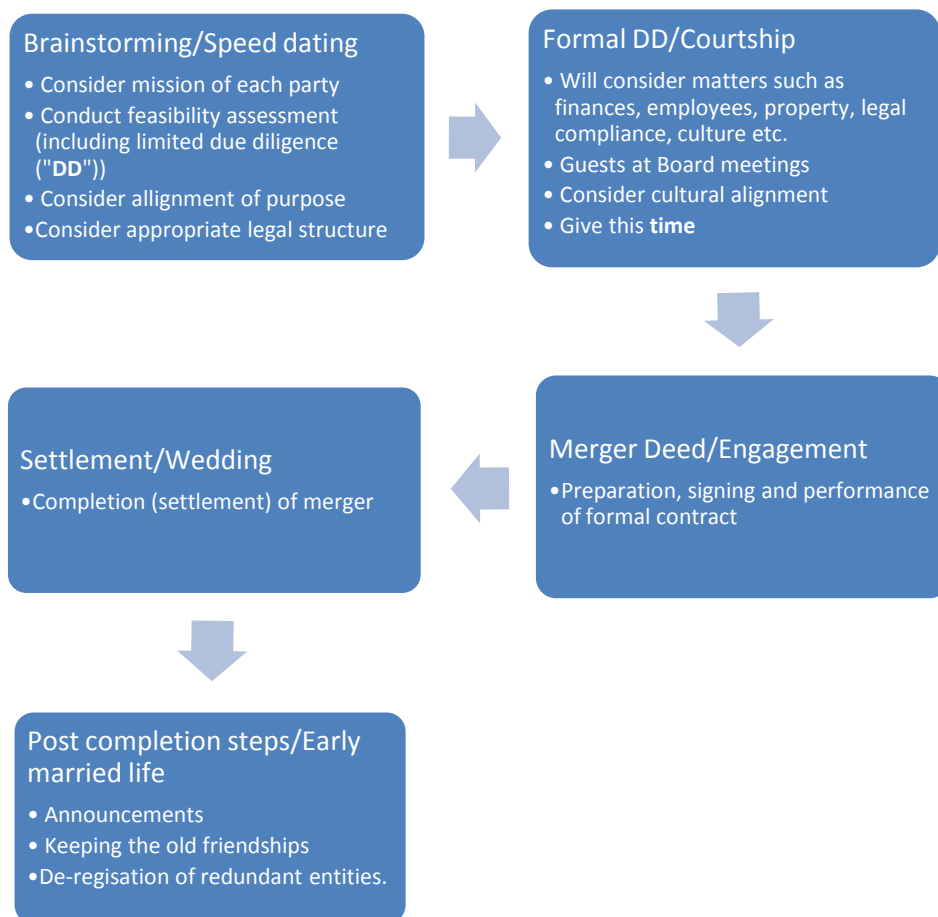 Brainstorming/Speed dating
• Consider mission of each party
• Conduct feasibility assessment
(including limited due diligence
("DD"))
• Consider allignment of purpose
•Consider appropriate legal structure
Formal DD/Courtship
• Will consider matters such as
finances, employees, property, legal
compliance, culture etc.
• Guests at Board meetings
• Consider cultural alignment
• Give this time
Merger Deed/Engagement
•Preparation, signing and performance
of formal contract
Settlement/Wedding
•Completion (settlement) of merger
Post completion steps/Early
married life
• Announcements
• Keeping the old friendships
•De-regisation of redundant entities.